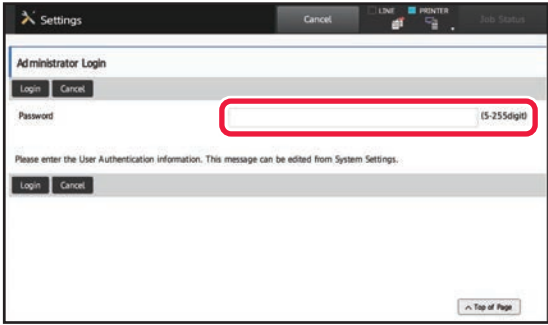 Settings
Cancel
LINE
PRINTER
Job Status
Administrator Login
Login Cancel
Password (5-255digit)
Please enter the User Authentication information. This message can be edited from System Settings.
Login Cancel
Top of Page